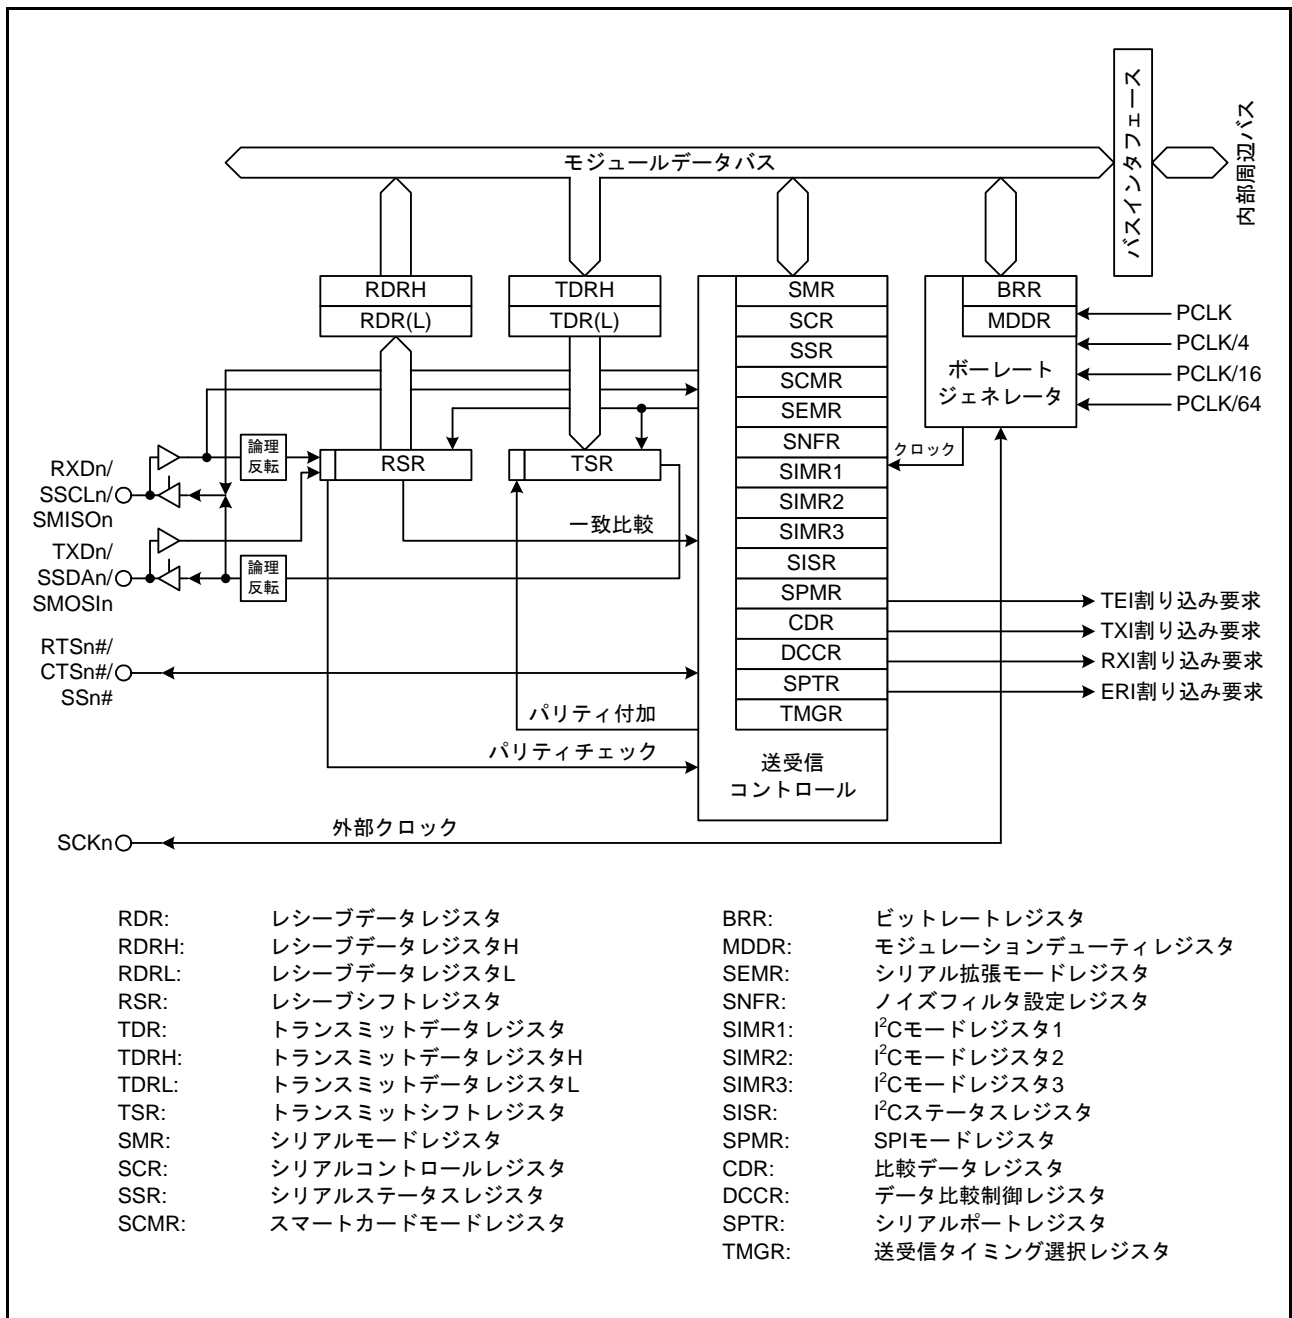 バスインタフェース
内部周辺バス
モジュールデータバス
RDRH
RDR(L)
TDRH
TDR(L)
SMR
SCR
SSR
SCMR
SEMR
SNFR
SIMR1
SIMR2
SIMR3
SISR
SPMR
CDR
DCCR
SPTR
TMGR
送受信
コントロール
BRR
MDDR
ボーレート
ジェネレータ
PCLK
PCLK/4
PCLK/16
PCLK/64
クロック
論理
反転
RSR
TSR
RXDn/
SSCLn/
SMISOn
一致比較
TXDn/
SSDAn/
SMOSIn
論理
反転
RTSn#/
CTSn#/
SSn#
TEI割り込み要求
TXI割り込み要求
RXI割り込み要求
ERI割り込み要求
パリティ付加
パリティチェック
SCKn
外部クロック
RDR: レシーブデータレジスタ
RDRH: レシーブデータレジスタH
RDRL: レシーブデータレジスタL
RSR: レシーブシフトレジスタ
TDR: トランスミットデータレジスタ
TDRH: トランスミットデータレジスタH
TDRL: トランスミットデータレジスタL
TSR: トランスミットシフトレジスタ
SMR: シリアルモードレジスタ
SCR: シリアルコントロールレジスタ
SSR: シリアルステータスレジスタ
SCMR: スマートカードモードレジスタ
BRR: ビットレートレジスタ
MDDR: モジュレーションデューティレジスタ
SEMR: シリアル拡張モードレジスタ
SNFR: ノイズフィルタ設定レジスタ
SIMR1: I²Cモードレジスタ1
SIMR2: I²Cモードレジスタ2
SIMR3: I²Cモードレジスタ3
SISR: I²Cステータスレジスタ
SPMR: SPIモードレジスタ
CDR: 比較データレジスタ
DCCR: データ比較制御レジスタ
SPTR: シリアルポートレジスタ
TMGR: 送受信タイミング選択レジスタ